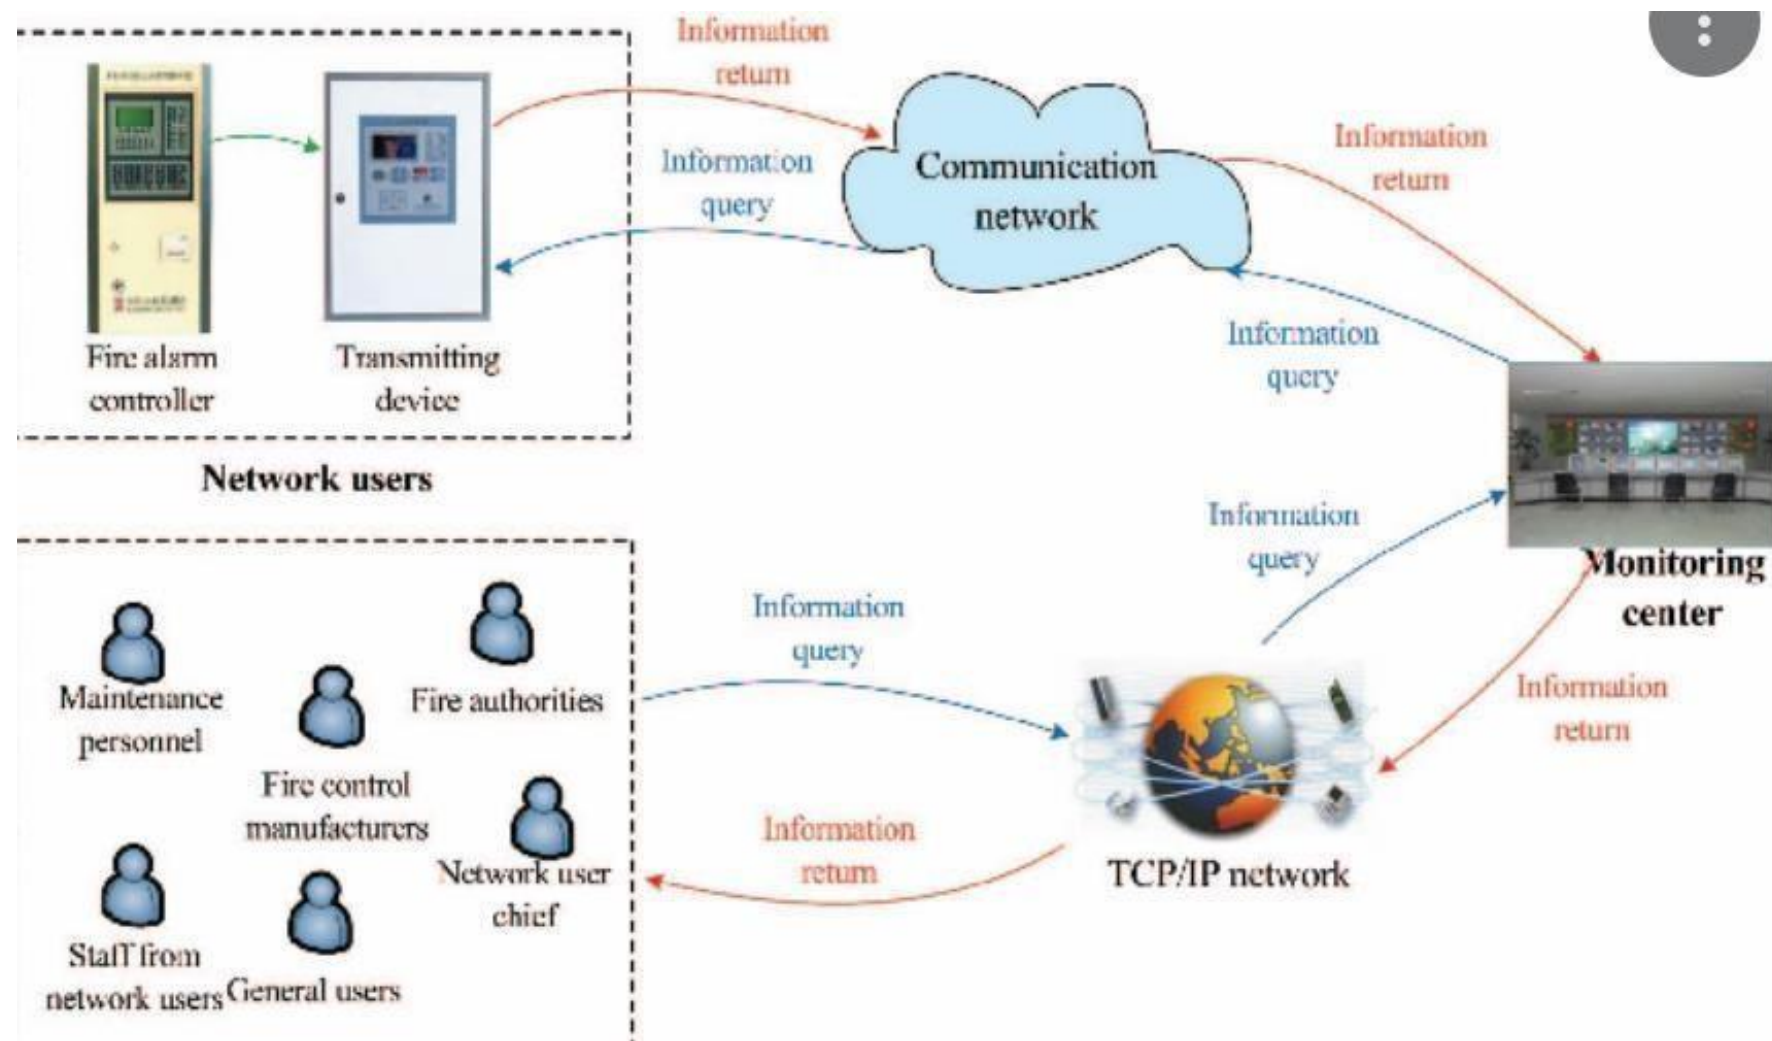 Information
return
Information
query
Communication
network
Information
return
Information
query
Fire alarm
controller
Transmitting
device
Network users
Information
query
Monitoring
center
Information
query
Information
return
Information
return
TCP/IP network
Maintenance
personnel
Fire authorities
Fire control
manufacturers
Network user
chief
Staff from
network users
General users